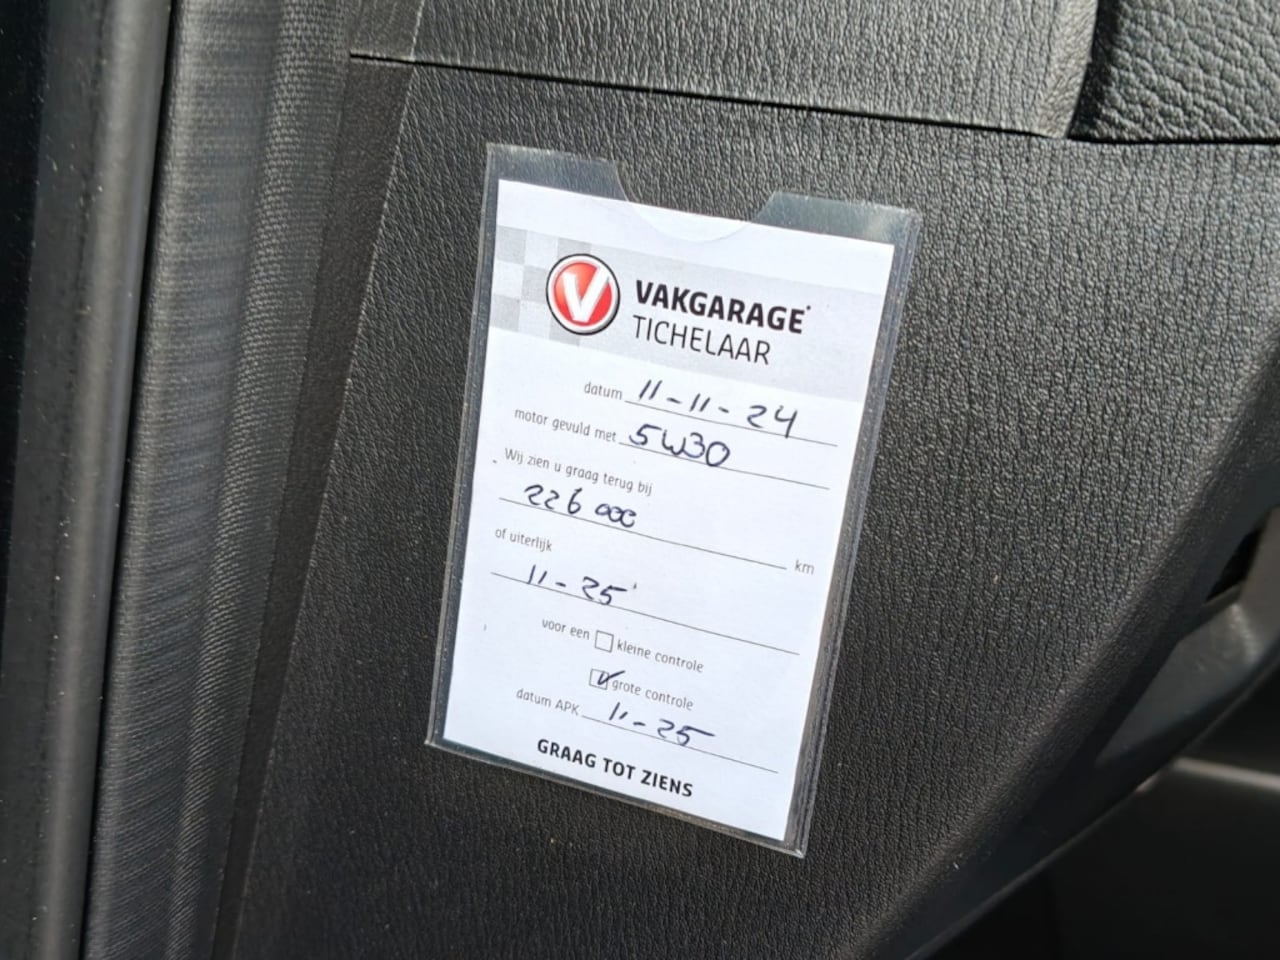 V
VAKGARAGE
TICHELAAR
datum 11-11-24
motor gevuld met 5W30
Wij zien u graag terug bij
226 000 km
of uiterlijk
11-25
voor een kleine controle
grote controle
datum APK 11-25
GRAAG TOT ZIENS